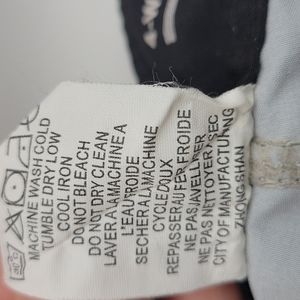 4-W
MACHINE WASH COLD
TUMBLE DRY LOW
COOL IRON
DO NOT BLEACH
DO NOT DRY CLEAN
LAVER A LA MACHINE A
L'EAU FROIDE
SECHER A LA MACHINE
CYCLE DOUX
REPASSER AU FER FROIDE
NE PAS JAVELLISER
NE PAS NETTOYER A SEC
CITY OF MANUFACTURING
ZHONGSHAN